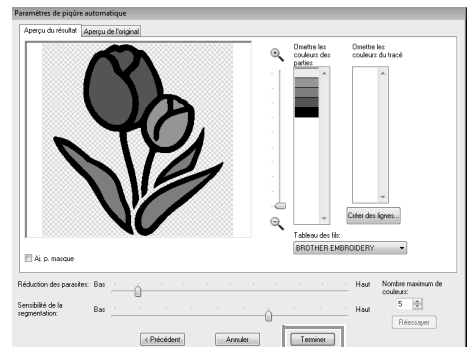 Paramètres de piqûre automatique
Aperçu du résultat
Aperçu de l'original
Omettre les
couleurs des
parties
Omettre les
couleurs du tracé
Créer des lignes...
Tableau des fils:
BROTHER EMBROIDERY
Aj. p. masque
Réduction des parasites: Bas
Haut
Nombre maximum de
couleurs:
5
Sensibilité de la
segmentation:
Bas
Haut
Réessayer
< Précédent
Annuler
Terminer